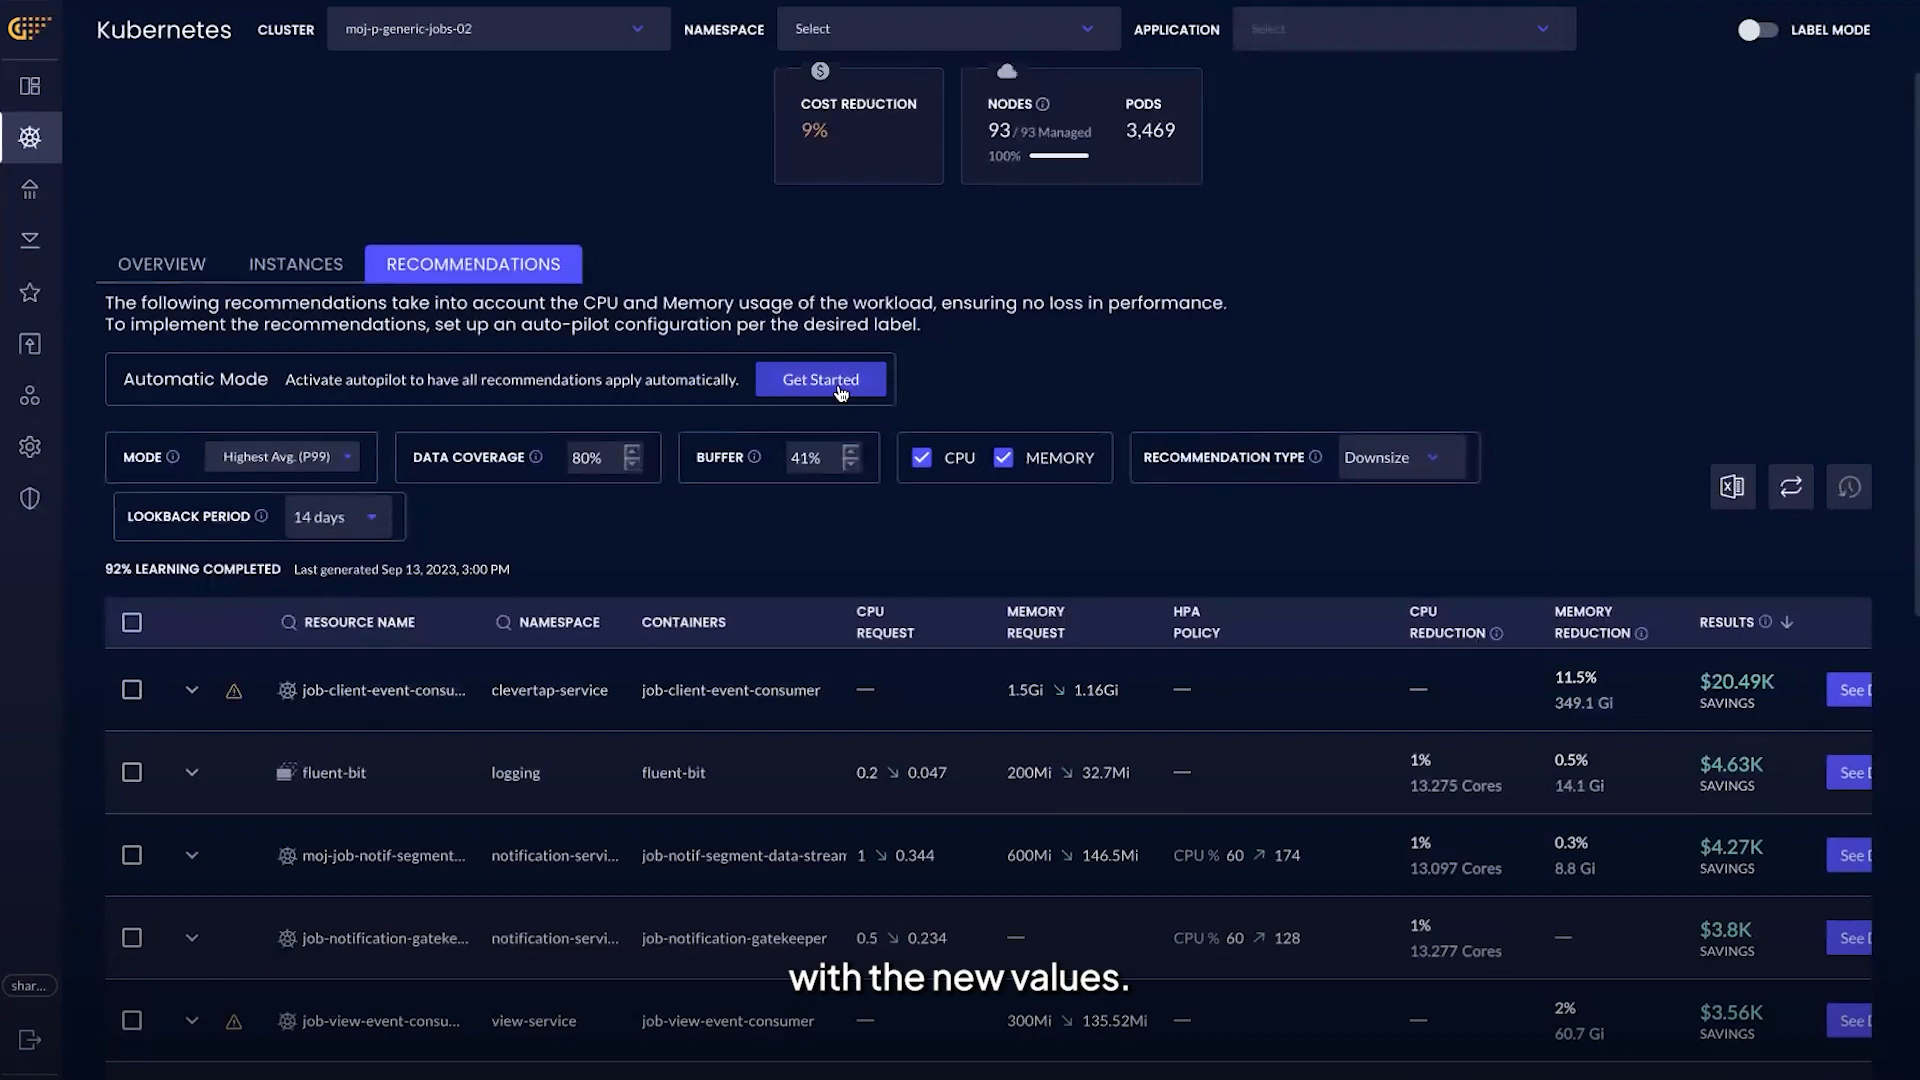 Kubernetes CLUSTER moj-p-generic-jobs-02 NAMESPACE Select APPLICATION Select LABEL MODE
COST REDUCTION
9%
NODES PODS
93 / 93 Managed 3,469
100%
OVERVIEW INSTANCES RECOMMENDATIONS
The following recommendations take into account the CPU and Memory usage of the workload, ensuring no loss in performance.
To implement the recommendations, set up an auto-pilot configuration per the desired label.
Automatic Mode Activate autopilot to have all recommendations apply automatically. Get Started
MODE Highest Avg. (P99) DATA COVERAGE 80% BUFFER 41% CPU MEMORY RECOMMENDATION TYPE Downsize
LOOKBACK PERIOD 14 days
92% LEARNING COMPLETED Last generated Sep 13, 2023, 3:00 PM
RESOURCE NAME NAMESPACE CONTAINERS CPU REQUEST MEMORY REQUEST HPA POLICY CPU REDUCTION MEMORY REDUCTION RESULTS
job-client-event-consu... clevertap-service job-client-event-consumer — 1.5Gi ↘ 1.16Gi — — 11.5% 349.1 Gi $20.49K SAVINGS See D
fluent-bit logging fluent-bit 0.2 ↘ 0.047 200Mi ↘ 32.7Mi — 1% 13.275 Cores 0.5% 14.1 Gi $4.63K SAVINGS See D
moj-job-notif-segment... notification-servi... job-notif-segment-data-stream 1 ↘ 0.344 600Mi ↘ 146.5Mi CPU % 60 ↗ 174 1% 13.097 Cores 0.3% 8.8 Gi $4.27K SAVINGS See D
job-notification-gateke... notification-servi... job-notification-gatekeeper 0.5 ↘ 0.234 — CPU % 60 ↗ 128 1% 13.277 Cores — $3.8K SAVINGS See D
with the new values.
shar...
job-view-event-consu... view-service job-view-event-consumer — 300Mi ↘ 135.52Mi — — 2% 60.7 Gi $3.56K SAVINGS See D